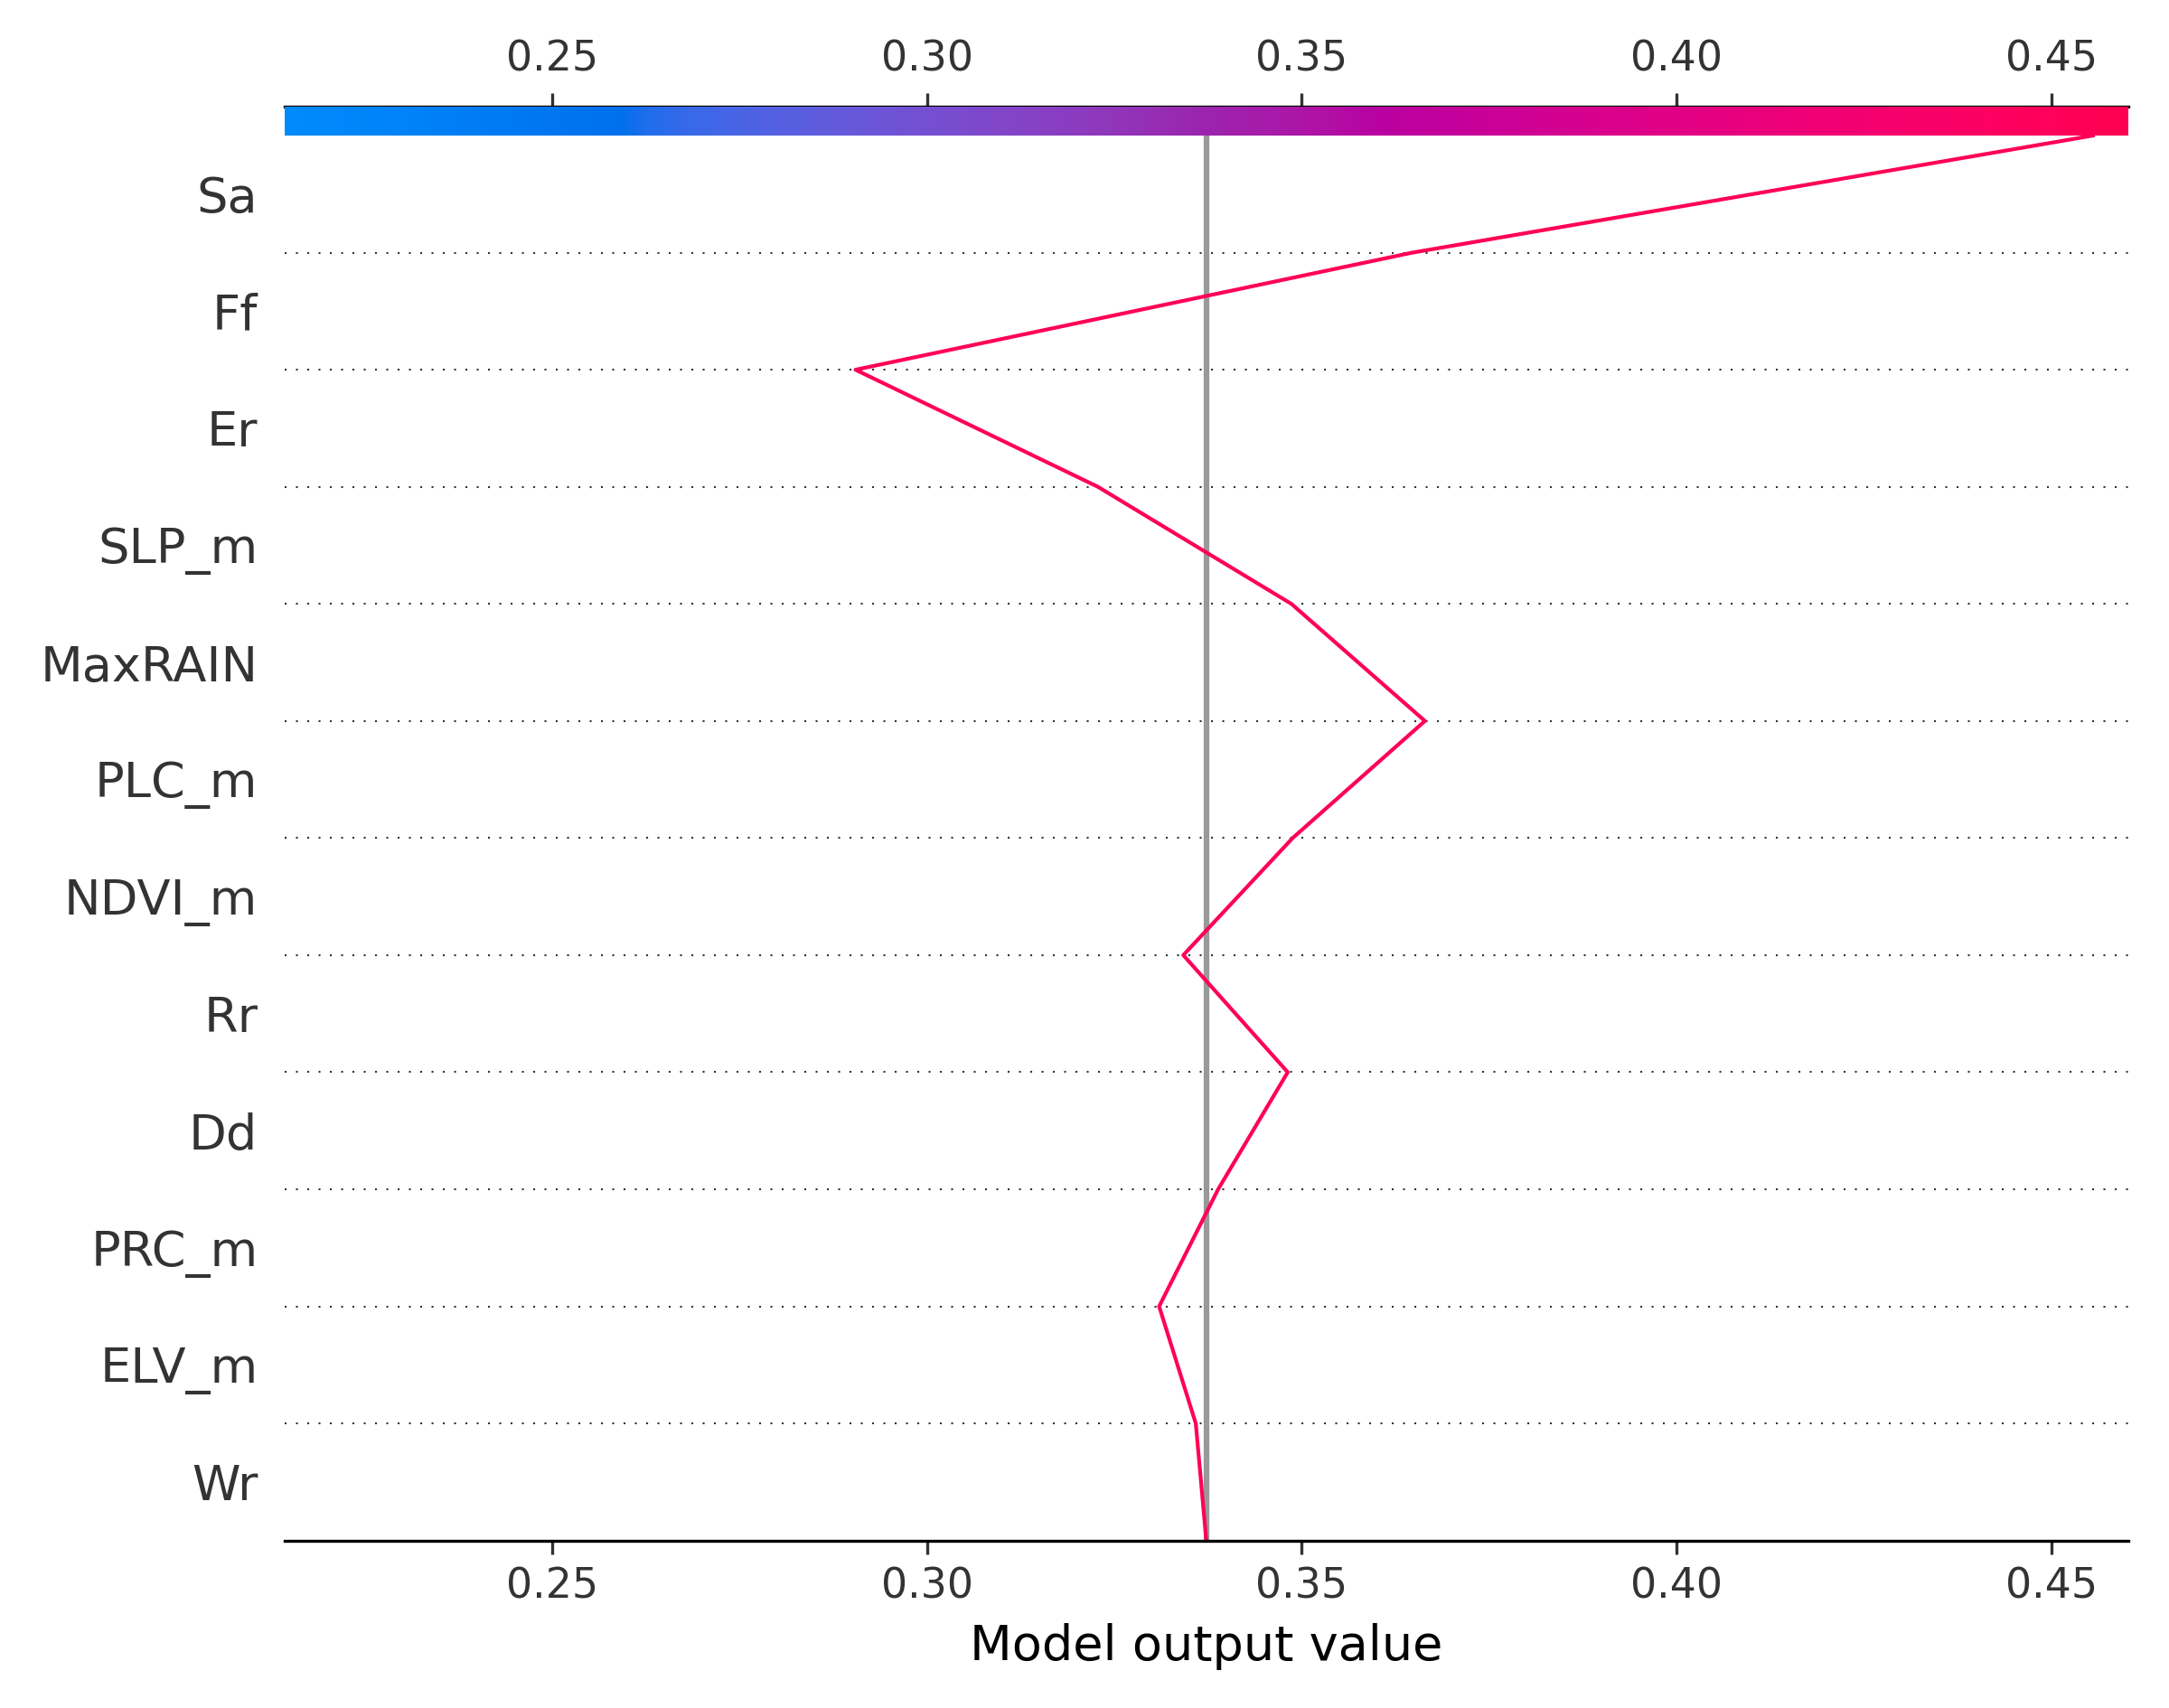 0.25 0.30 0.35 0.40 0.45
Sa
Ff
Er
SLP_m
MaxRAIN
PLC_m
NDVI_m
Rr
Dd
PRC_m
ELV_m
Wr
0.25 0.30 0.35 0.40 0.45
Model output value